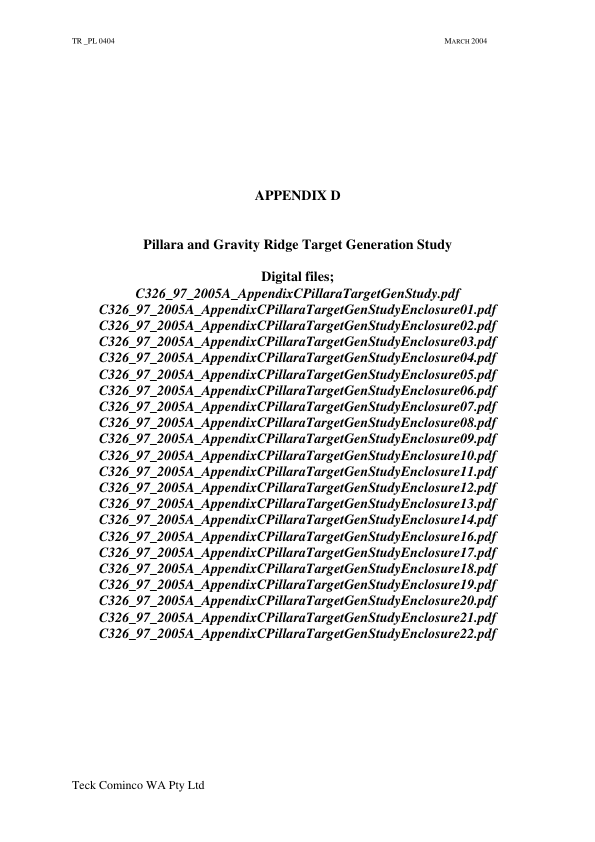 TR _PL 0404 MARCH 2004
APPENDIX D
Pillara and Gravity Ridge Target Generation Study
Digital files;
C326_97_2005A_AppendixCPillaraTargetGenStudy.pdf
C326_97_2005A_AppendixCPillaraTargetGenStudyEnclosure01.pdf
C326_97_2005A_AppendixCPillaraTargetGenStudyEnclosure02.pdf
C326_97_2005A_AppendixCPillaraTargetGenStudyEnclosure03.pdf
C326_97_2005A_AppendixCPillaraTargetGenStudyEnclosure04.pdf
C326_97_2005A_AppendixCPillaraTargetGenStudyEnclosure05.pdf
C326_97_2005A_AppendixCPillaraTargetGenStudyEnclosure06.pdf
C326_97_2005A_AppendixCPillaraTargetGenStudyEnclosure07.pdf
C326_97_2005A_AppendixCPillaraTargetGenStudyEnclosure08.pdf
C326_97_2005A_AppendixCPillaraTargetGenStudyEnclosure09.pdf
C326_97_2005A_AppendixCPillaraTargetGenStudyEnclosure10.pdf
C326_97_2005A_AppendixCPillaraTargetGenStudyEnclosure11.pdf
C326_97_2005A_AppendixCPillaraTargetGenStudyEnclosure12.pdf
C326_97_2005A_AppendixCPillaraTargetGenStudyEnclosure13.pdf
C326_97_2005A_AppendixCPillaraTargetGenStudyEnclosure14.pdf
C326_97_2005A_AppendixCPillaraTargetGenStudyEnclosure16.pdf
C326_97_2005A_AppendixCPillaraTargetGenStudyEnclosure17.pdf
C326_97_2005A_AppendixCPillaraTargetGenStudyEnclosure18.pdf
C326_97_2005A_AppendixCPillaraTargetGenStudyEnclosure19.pdf
C326_97_2005A_AppendixCPillaraTargetGenStudyEnclosure20.pdf
C326_97_2005A_AppendixCPillaraTargetGenStudyEnclosure21.pdf
C326_97_2005A_AppendixCPillaraTargetGenStudyEnclosure22.pdf
Teck Cominco WA Pty Ltd